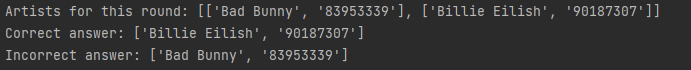 Artists for this round: [['Bad Bunny', '83953339'], ['Billie Eilish', '90187307']]
Correct answer: ['Billie Eilish', '90187307']
Incorrect answer: ['Bad Bunny', '83953339']